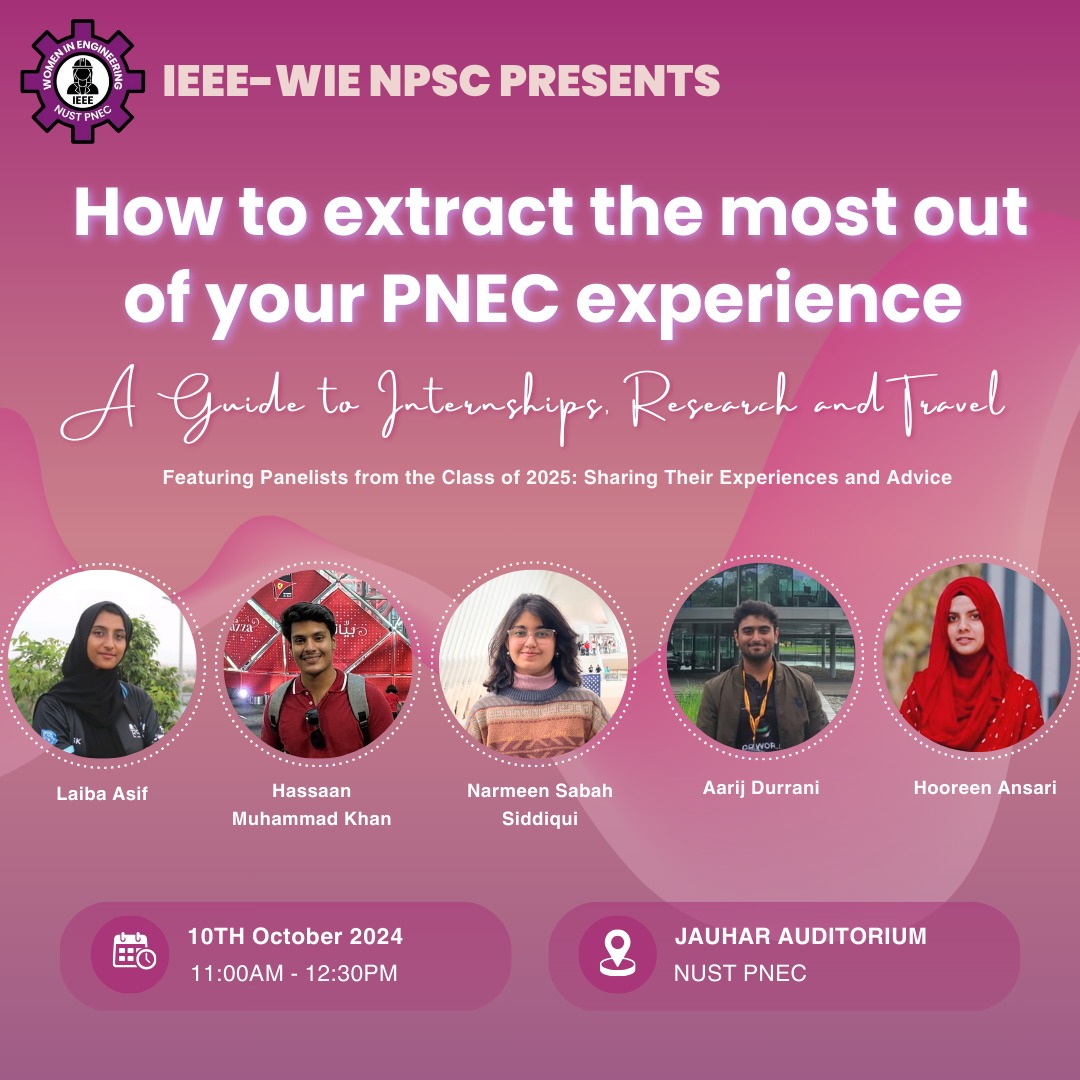 WOMEN IN ENGINEERING
IEEE
NUST PNEC
IEEE-WIE NPSC PRESENTS
How to extract the most out
of your PNEC experience
A Guide to Internships, Research and Travel
Featuring Panelists from the Class of 2025: Sharing Their Experiences and Advice
Laiba Asif
Hassaan
Muhammad Khan
Narmeen Sabah
Siddiqui
Aarij Durrani
Hooreen Ansari
10TH October 2024
11:00AM - 12:30PM
JAUHAR AUDITORIUM
NUST PNEC